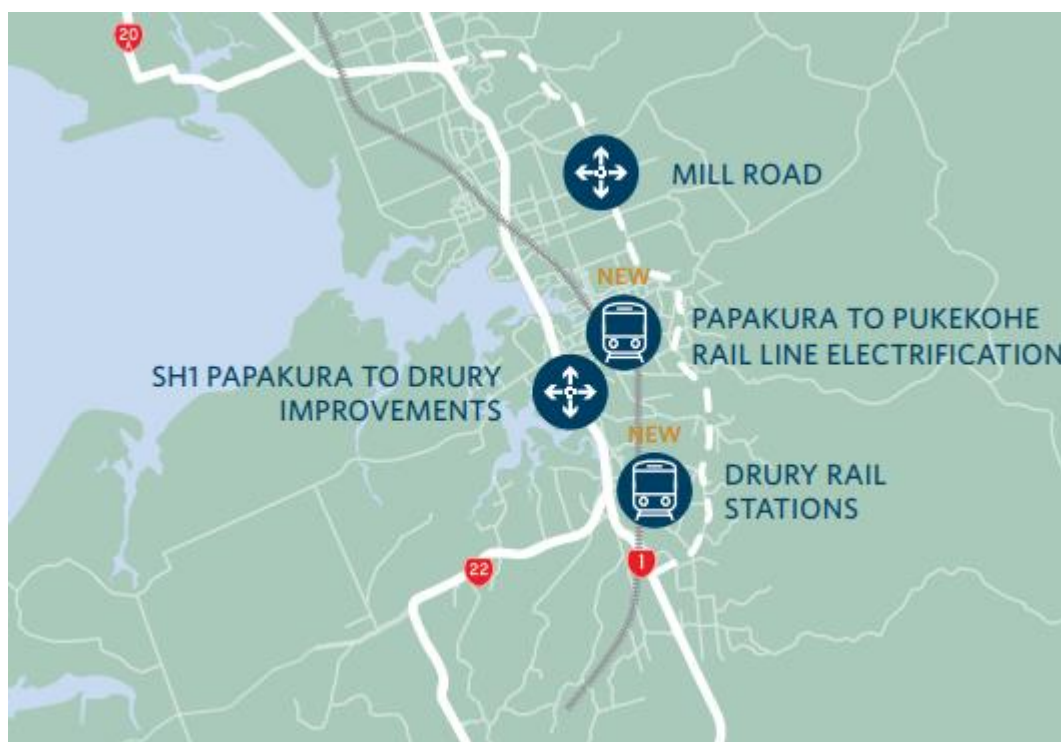 20
A
MILL ROAD
NEW
PAPAKURA TO PUKEKOHE
RAIL LINE ELECTRIFICATION
SH1 PAPAKURA TO DRURY
IMPROVEMENTS
NEW
DRURY RAIL
STATIONS
22
1